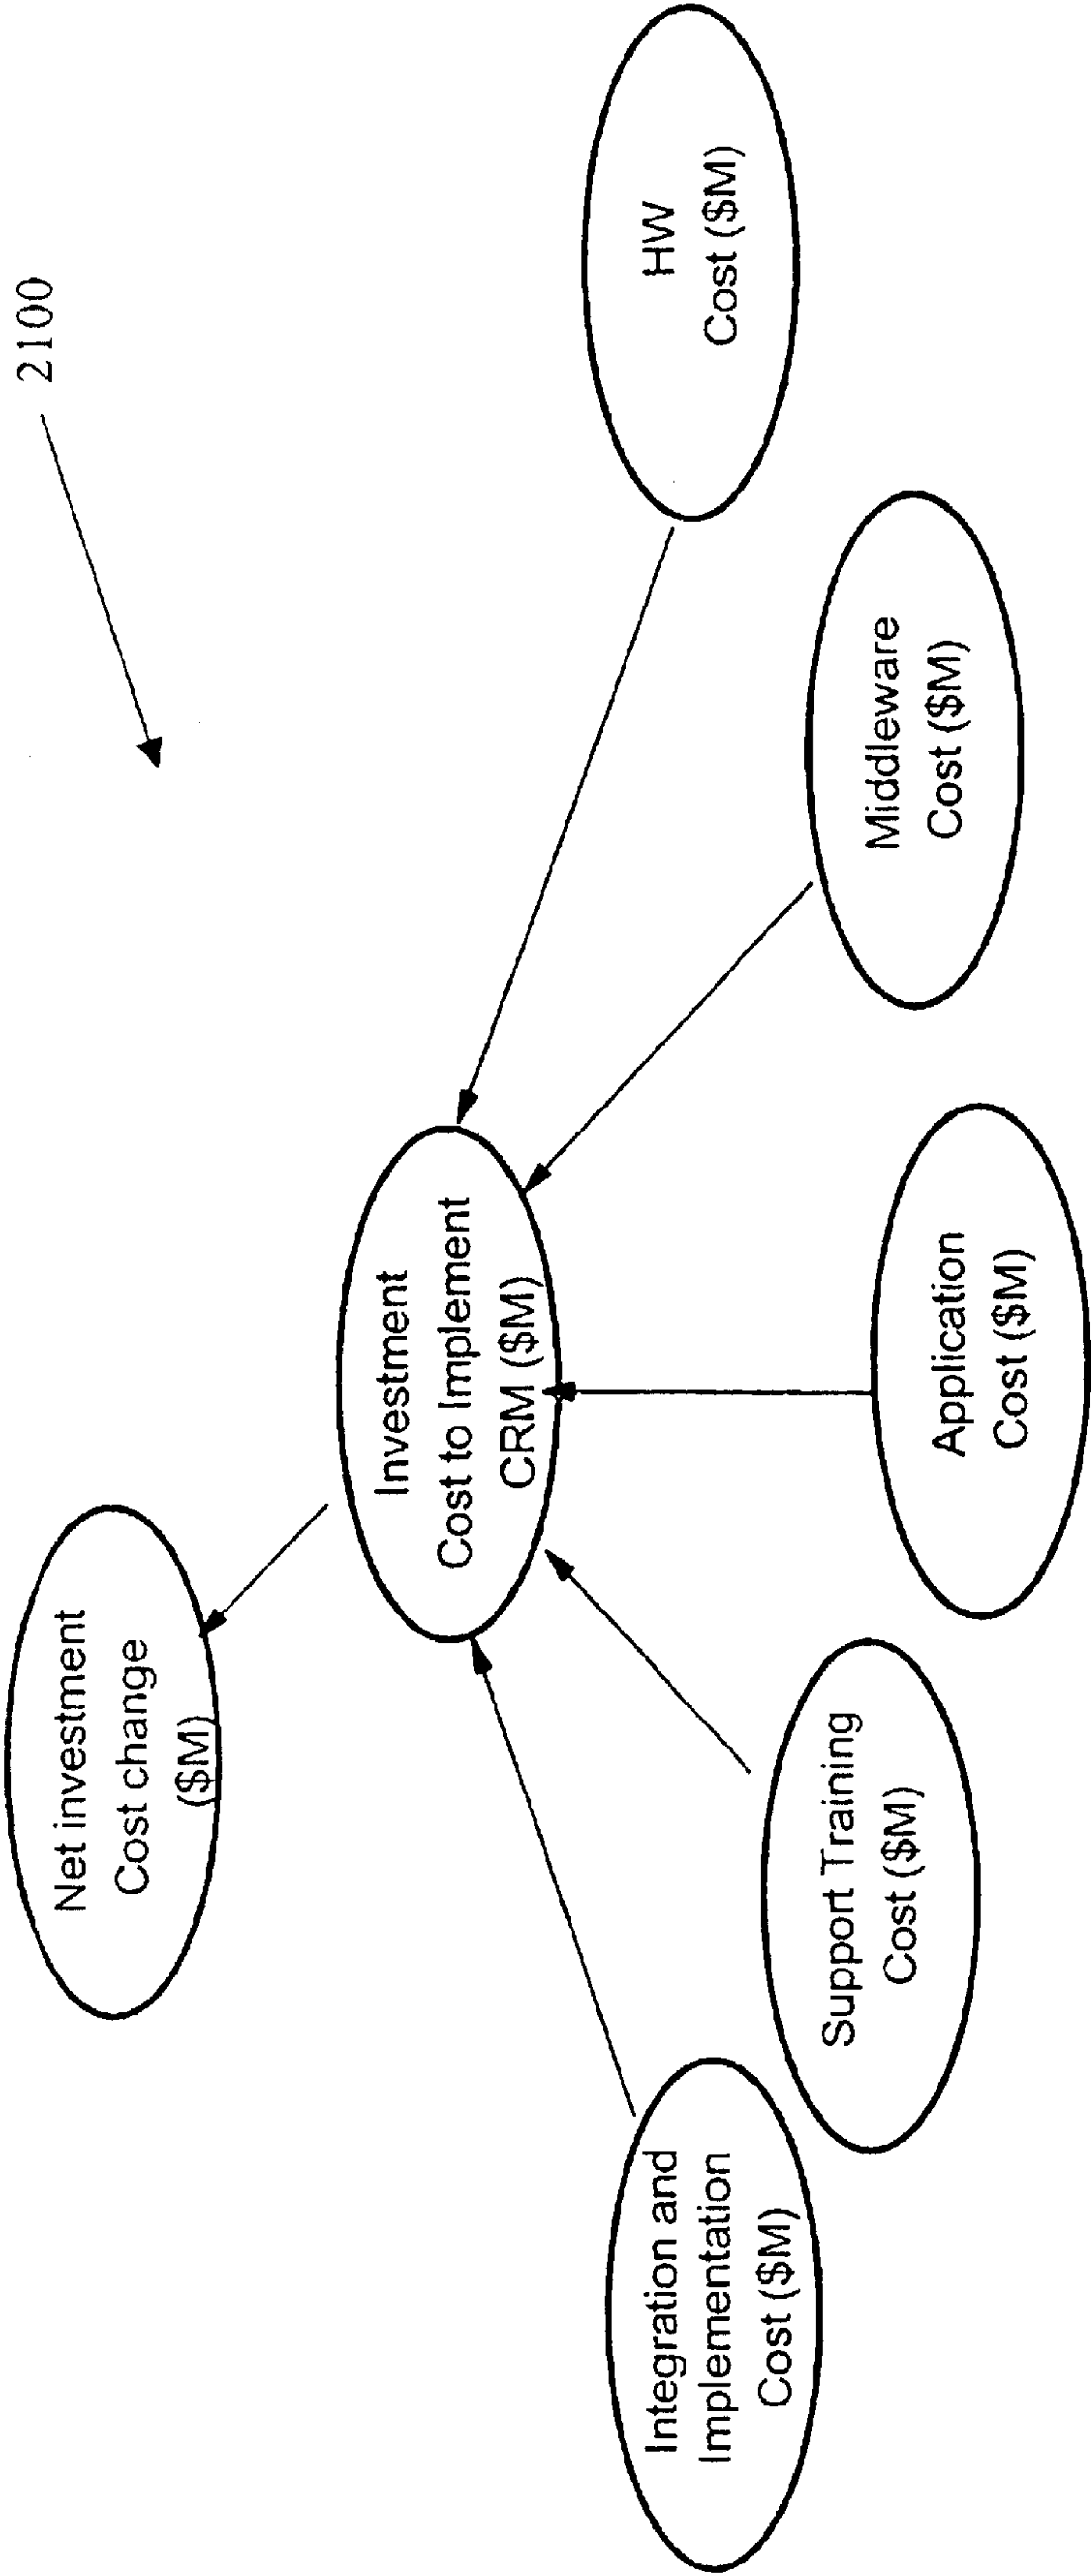 2100
Net investment
Cost change
($M)
Investment
Cost to Implement
CRM ($M)
Integration and
Implementation
Cost ($M)
Support Training
Cost ($M)
Application
Cost ($M)
Middleware
Cost ($M)
HW
Cost ($M)